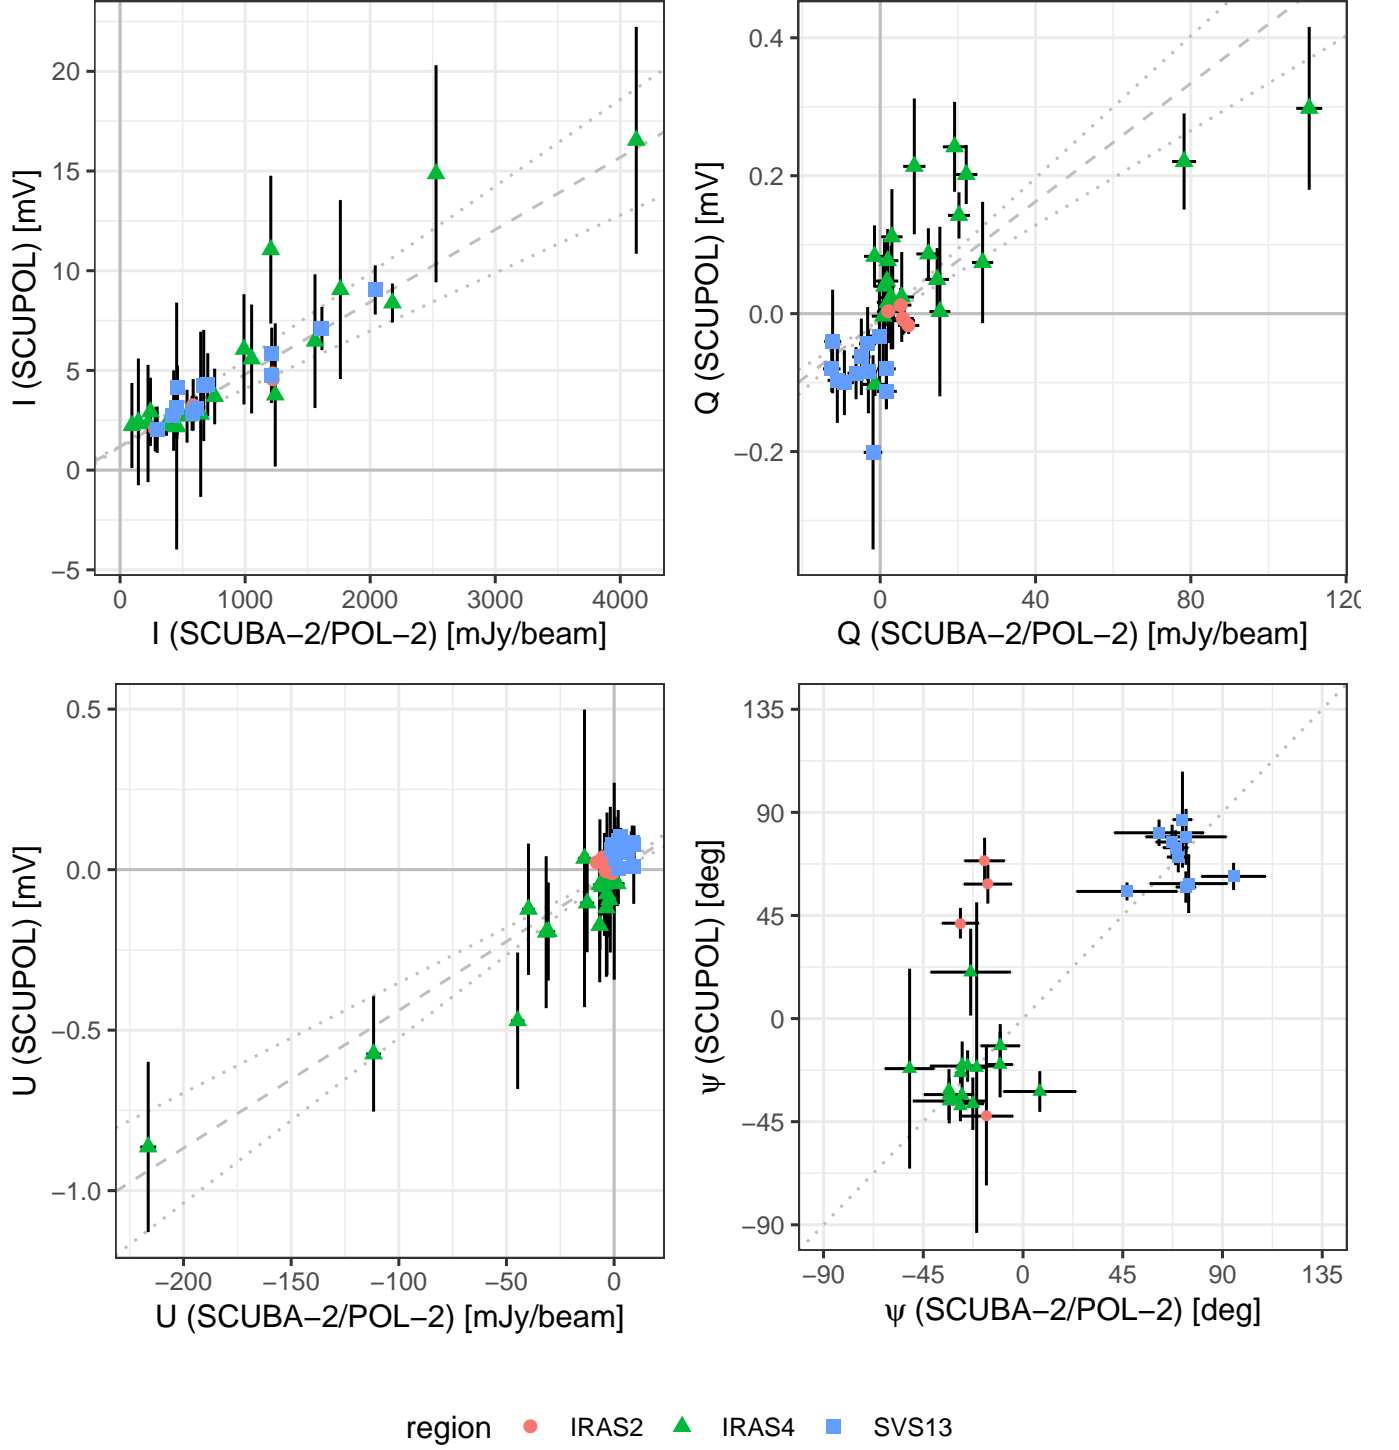 20
15
10
5
0
−5
I (SCUPOL) [mV]
0 1000 2000 3000 4000
I (SCUBA−2/POL−2) [mJy/beam]
0.4
0.2
0.0
−0.2
Q (SCUPOL) [mV]
0 40 80 120
Q (SCUBA−2/POL−2) [mJy/beam]
0.5
0.0
−0.5
−1.0
U (SCUPOL) [mV]
−200 −150 −100 −50 0
U (SCUBA−2/POL−2) [mJy/beam]
135
90
45
0
−45
−90
ψ (SCUPOL) [deg]
−90 −45 0 45 90 135
ψ (SCUBA−2/POL−2) [deg]
region IRAS2 IRAS4 SVS13